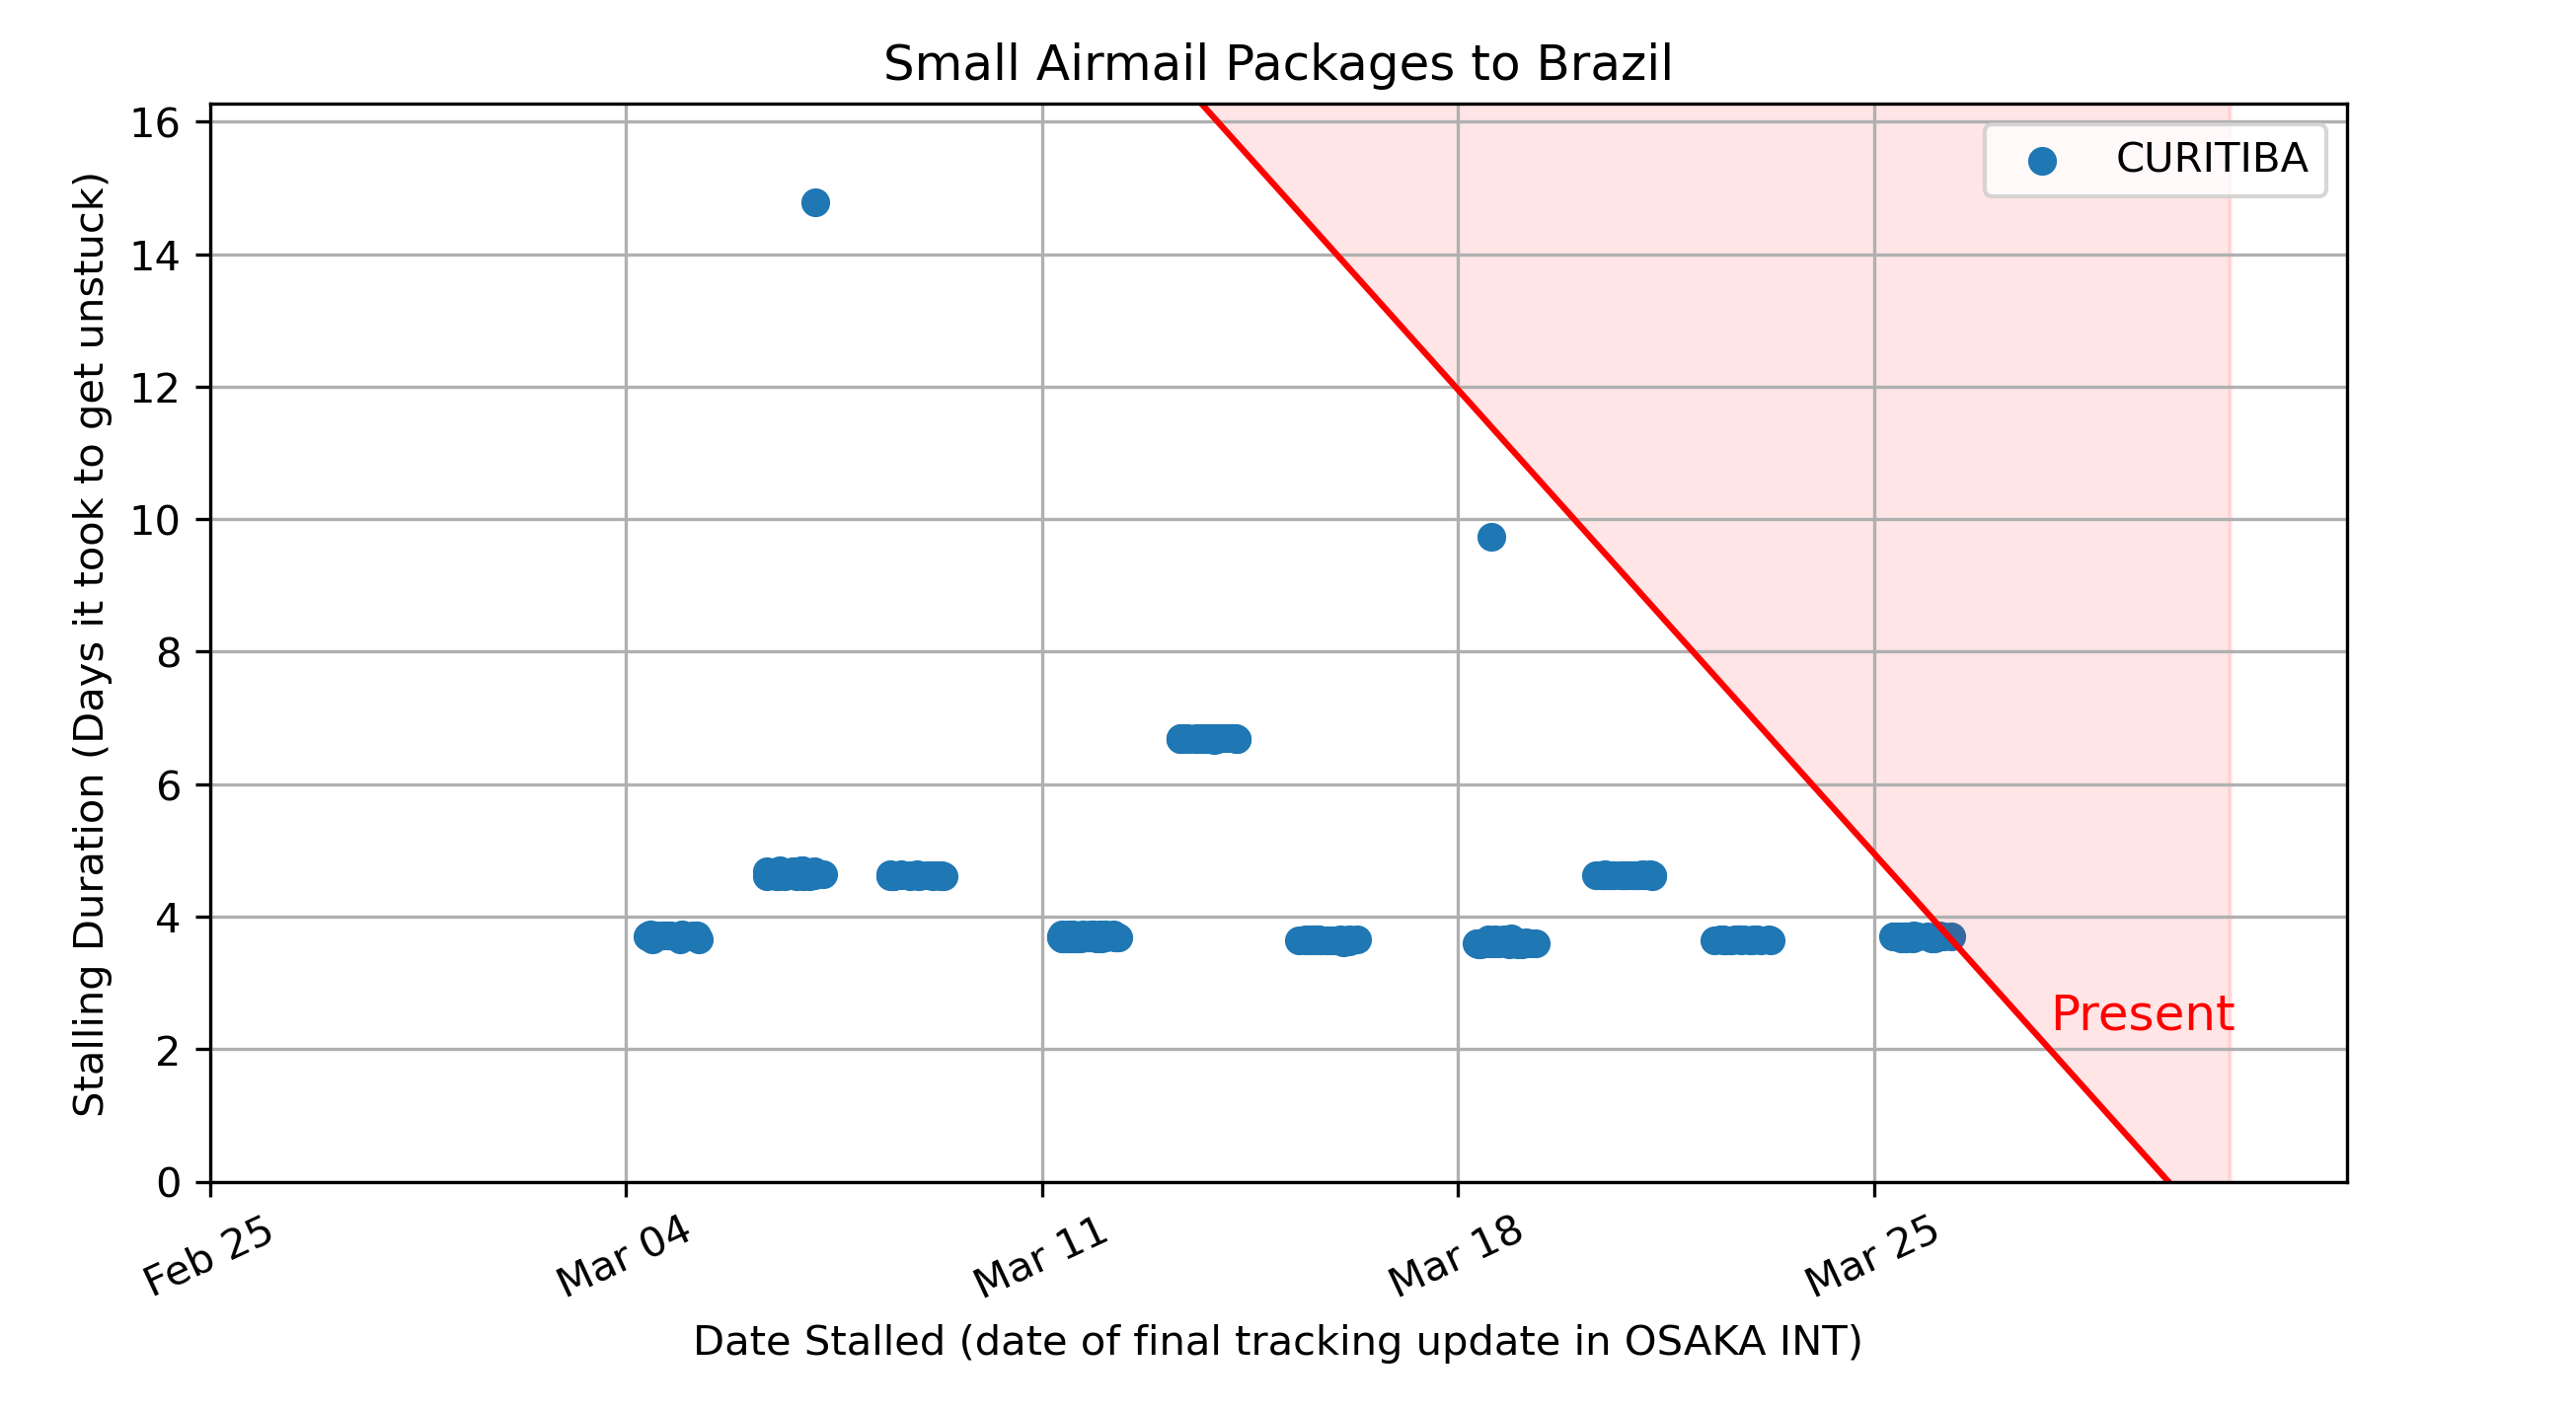 Small Airmail Packages to Brazil
Stalling Duration (Days it took to get unstuck)
16
14
12
10
8
6
4
2
0
CURITIBA
Present
Feb 25
Mar 04
Mar 11
Mar 18
Mar 25
Date Stalled (date of final tracking update in OSAKA INT)